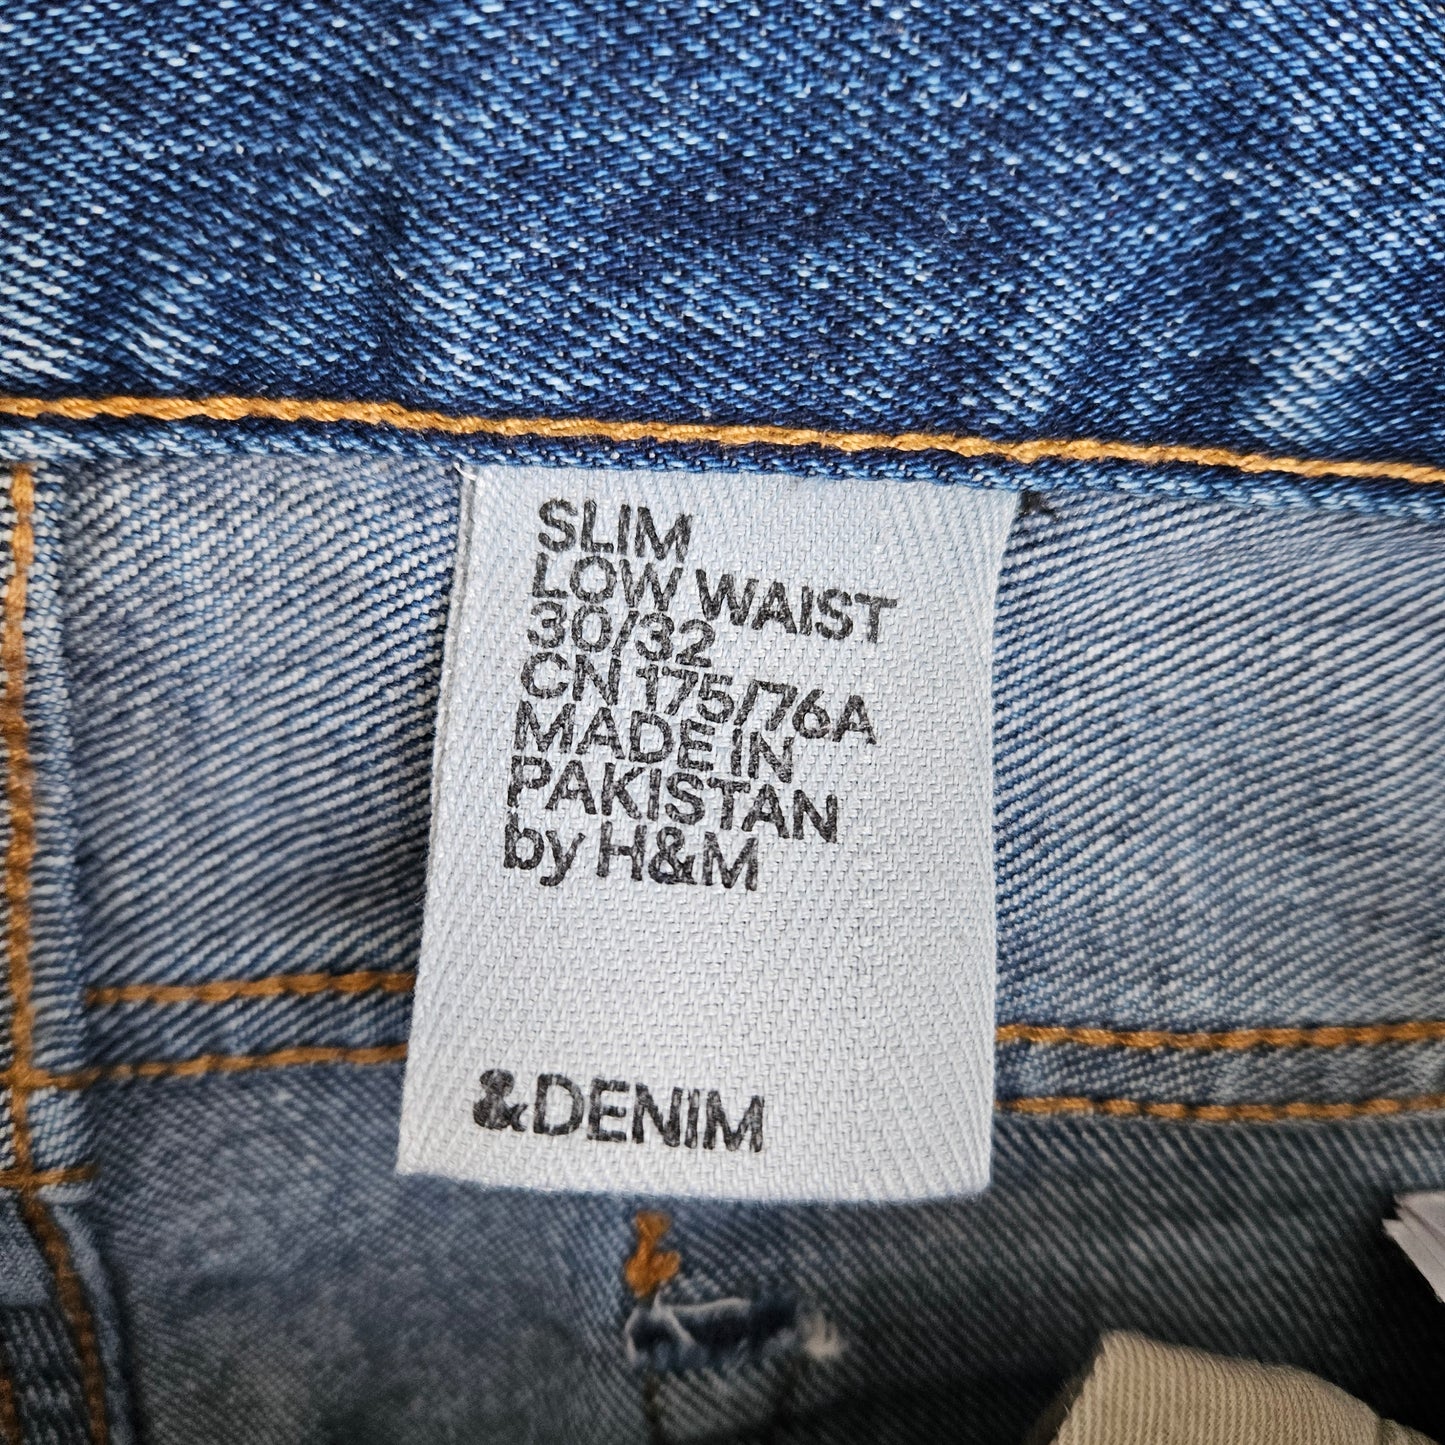 SLIM
LOW WAIST
30/32
CN 175/76A
MADE IN
PAKISTAN
by H&M
&DENIM